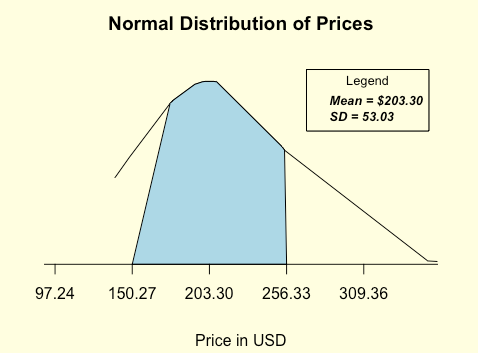 Normal Distribution of Prices
Legend
Mean = $203.30
SD = 53.03
97.24 150.27 203.30 256.33 309.36
Price in USD